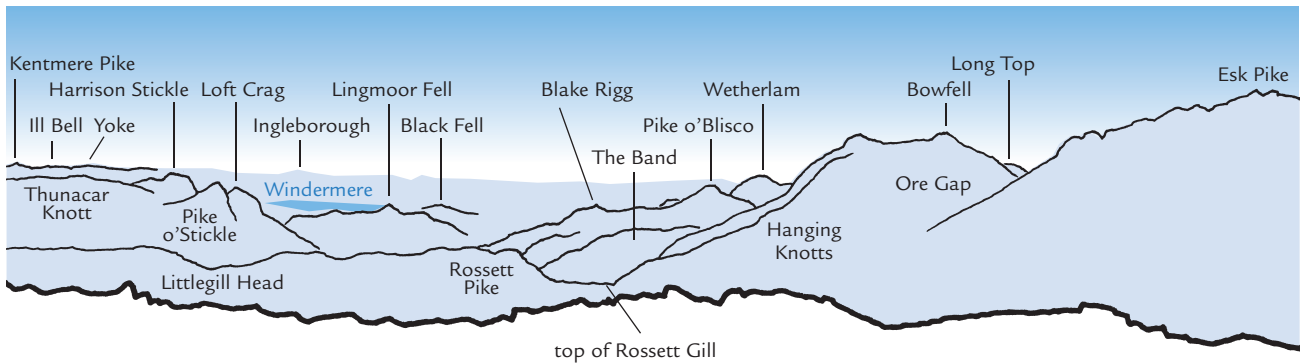 Kentmere Pike
Long Top
Esk Pike
Harrison Stickle
Loft Crag
Lingmoor Fell
Blake Rigg
Wetherlam
Bowfell
Ill Bell
Yoke
Ingleborough
Black Fell
Pike o’Blisco
The Band
Thunacar
Knott
Windermere
Ore Gap
Pike
o’Stickle
Hanging
Knotts
Littlegill Head
Rossett
Pike
top of Rossett Gill